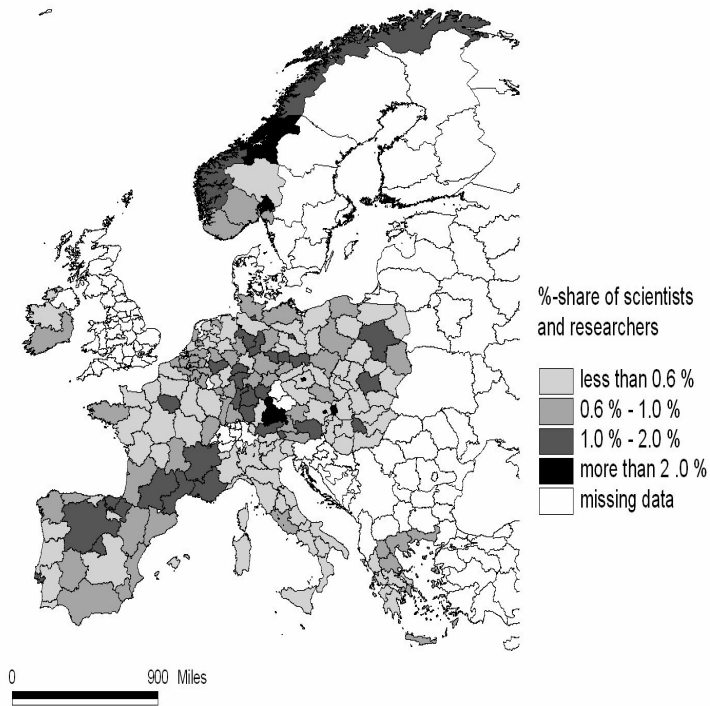 %-share of scientists
and researchers
less than 0.6 %
0.6 % - 1.0 %
1.0 % - 2.0 %
more than 2 .0 %
missing data
0 900 Miles